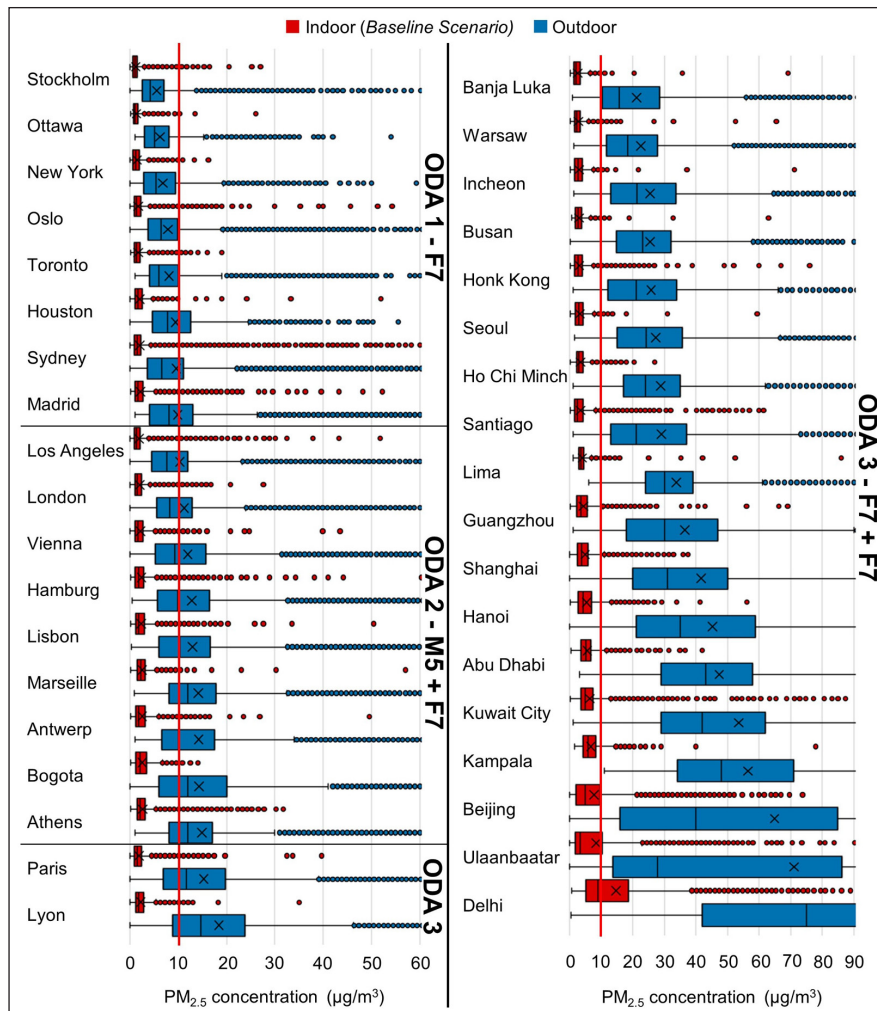 Indoor (Baseline Scenario) Outdoor
Stockholm
Ottawa
New York
Oslo
Toronto
Houston
Sydney
Madrid
ODA 1 - F7
Los Angeles
London
Vienna
Hamburg
Lisbon
Marseille
Antwerp
Bogota
Athens
ODA 2 - M5 + F7
Paris
Lyon
ODA 3
0 10 20 30 40 50 60
PM2.5 concentration (µg/m³)
Banja Luka
Warsaw
Incheon
Busan
Honk Kong
Seoul
Ho Chi Minch
Santiago
Lima
Guangzhou
Shanghai
Hanoi
Abu Dhabi
Kuwait City
Kampala
Beijing
Ulaanbaatar
Delhi
ODA 3 - F7 + F7
0 10 20 30 40 50 60 70 80 90
PM2.5 concentration (µg/m³)